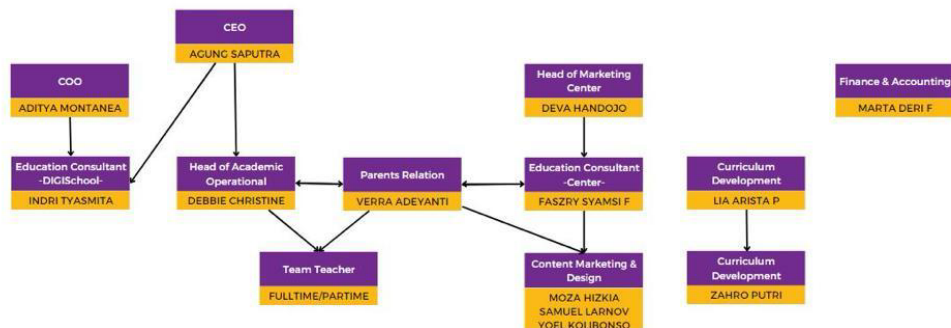 CEO
AGUNG SAPUTRA
COO
ADITYA MONTANEA
Head of Marketing
Center
DEVA HANDOJO
Finance & Accounting
MARTA DERI F
Education Consultant
-DIGISchool-
INDRI TYASMITA
Head of Academic
Operational
DEBBIE CHRISTINE
Parents Relation
VERRA ADEYANTI
Education Consultant
-Center-
FASZRY SYAMSI F
Curriculum
Development
LIA ARISTA P
Team Teacher
FULLTIME/PARTIME
Content Marketing &
Design
MOZA HIZKIA
SAMUEL LARNOV
YOEL KOLIBONSO
Curriculum
Development
ZAHRO PUTRI